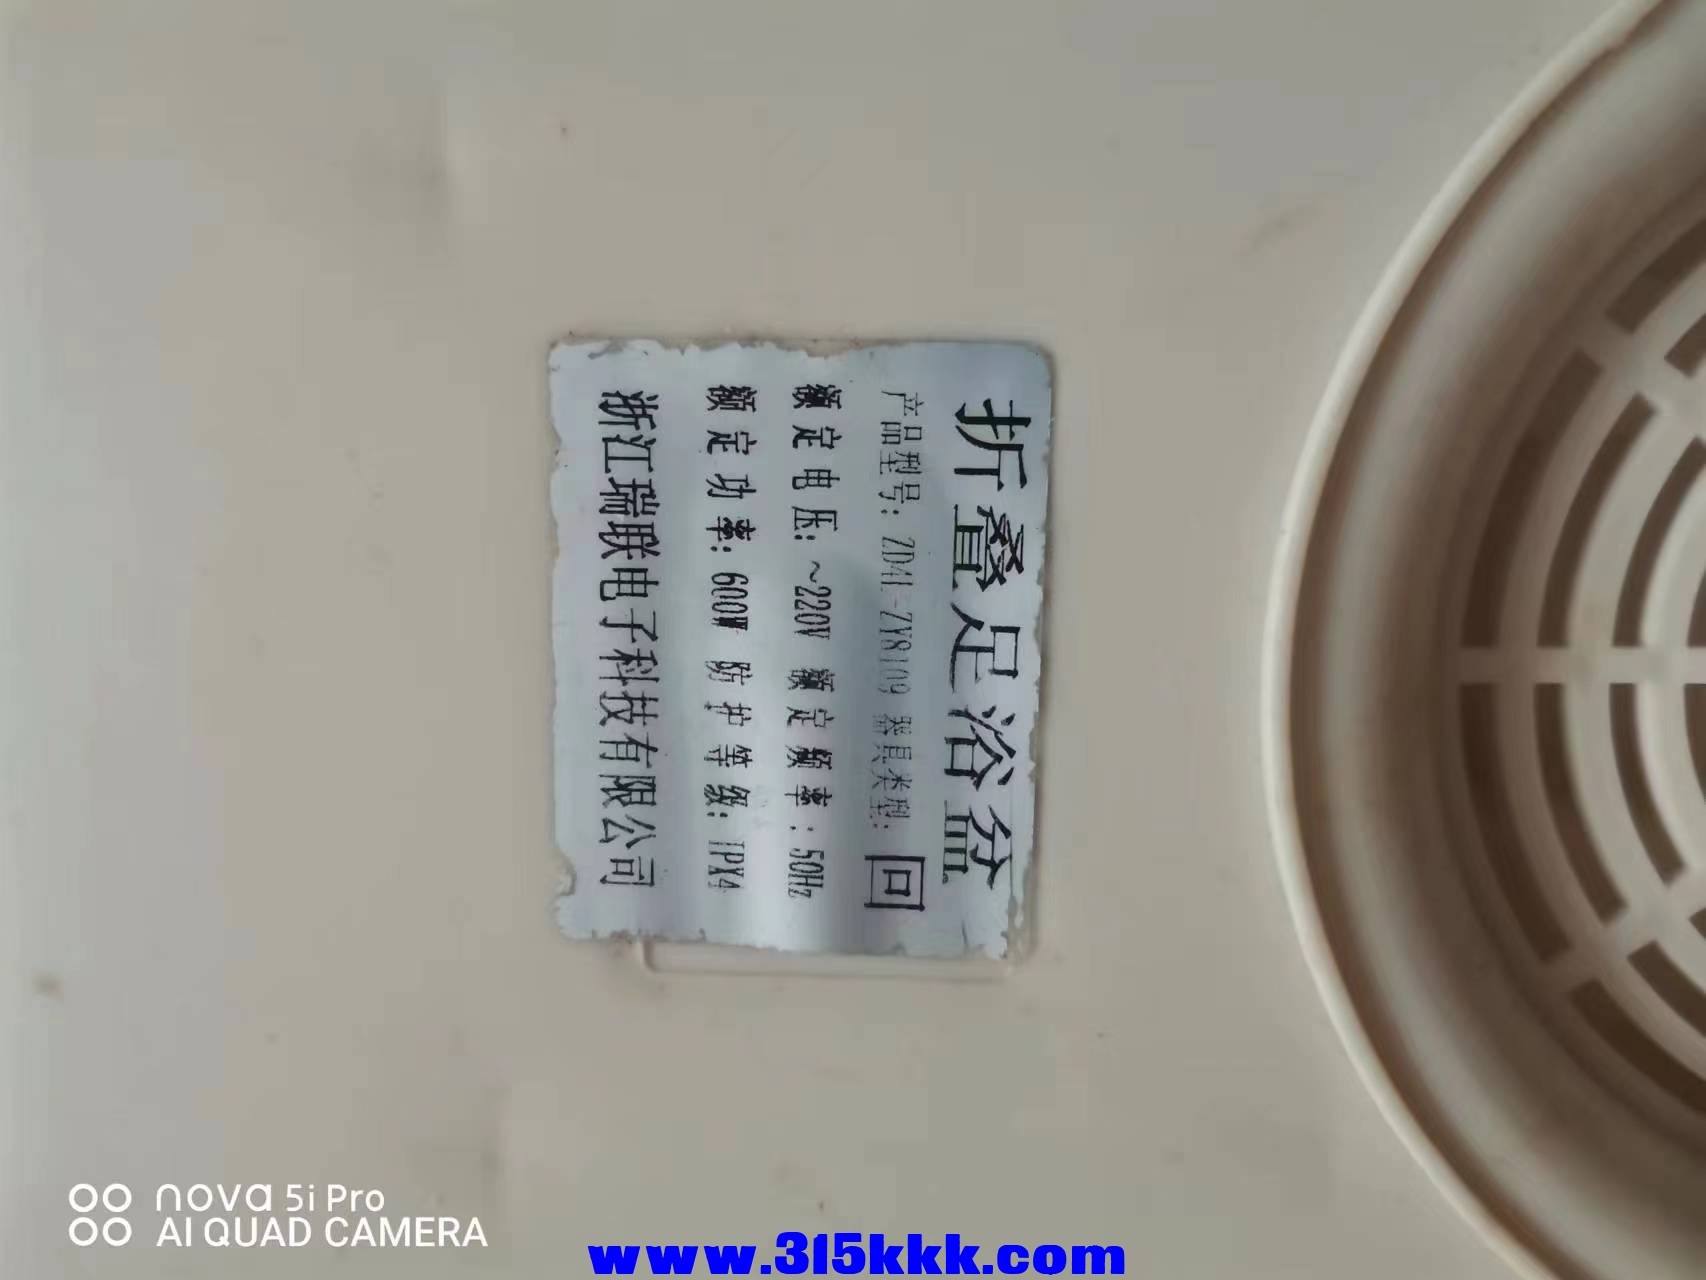 折叠足浴盆
产品型号: ZD4L-ZY8109 器具类型: 回
额定电压: ~220V 额定频率: 50Hz
额定功率: 600W 防护等级: IPX4
浙江瑞联电子科技有限公司
nova 5i Pro
AI QUAD CAMERA
www.315kkk.com